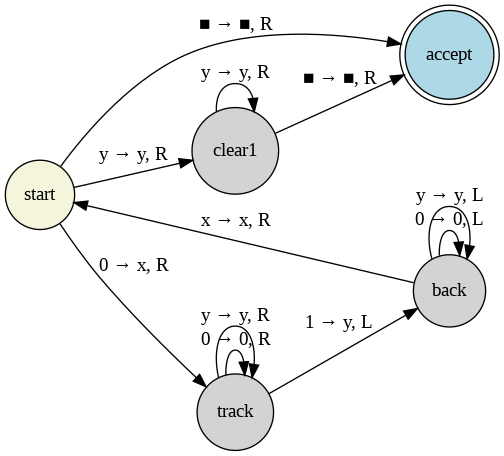 ■ → ■, R
accept
y → y, R
■ → ■, R
clear1
y → y, R
start
y → y, L
0 → 0, L
x → x, R
0 → x, R
back
y → y, R
0 → 0, R
1 → y, L
track